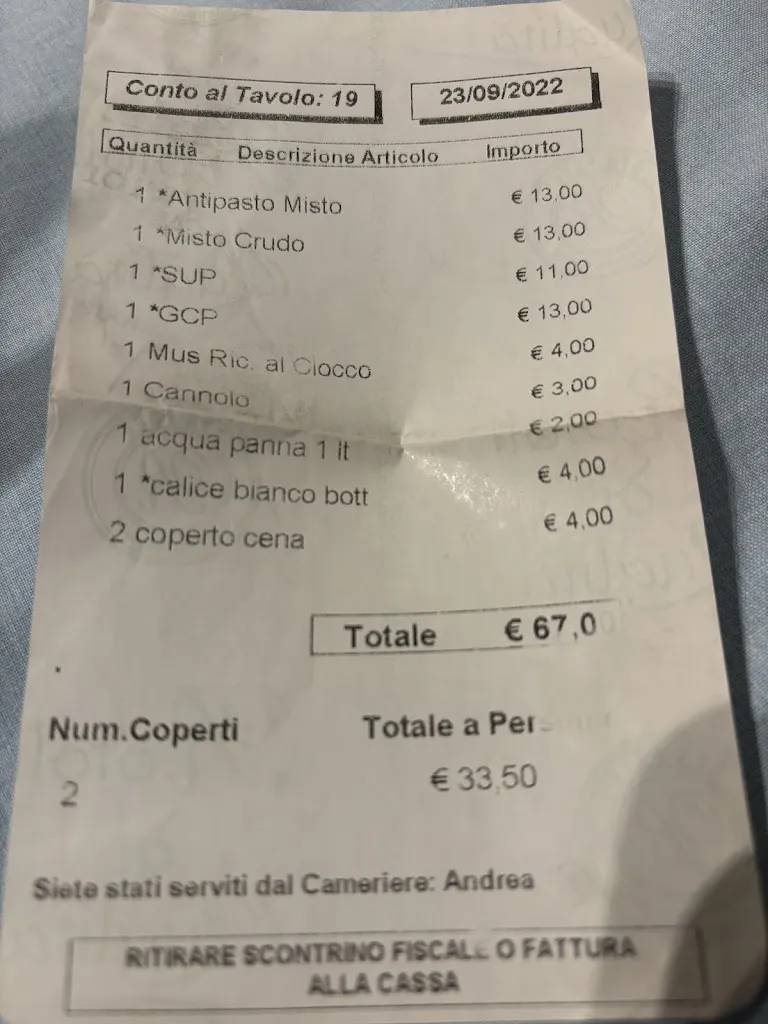 Conto al Tavolo: 19 23/09/2022
Quantità Descrizione Articolo Importo
1 *Antipasto Misto € 13,00
1 *Misto Crudo € 13,00
1 *SUP € 11,00
1 *GCP € 13,00
1 Mus Ric. al Ciocco € 4,00
1 Cannolo € 3,00
1 acqua panna 1 lt € 2,00
1 *calice bianco bott € 4,00
2 coperto cena € 4,00
Totale € 67,0
Num.Coperti Totale a Per
2 € 33,50
Siete stati serviti dal Cameriere: Andrea
RITIRARE SCONTRINO FISCALE O FATTURA
ALLA CASSA